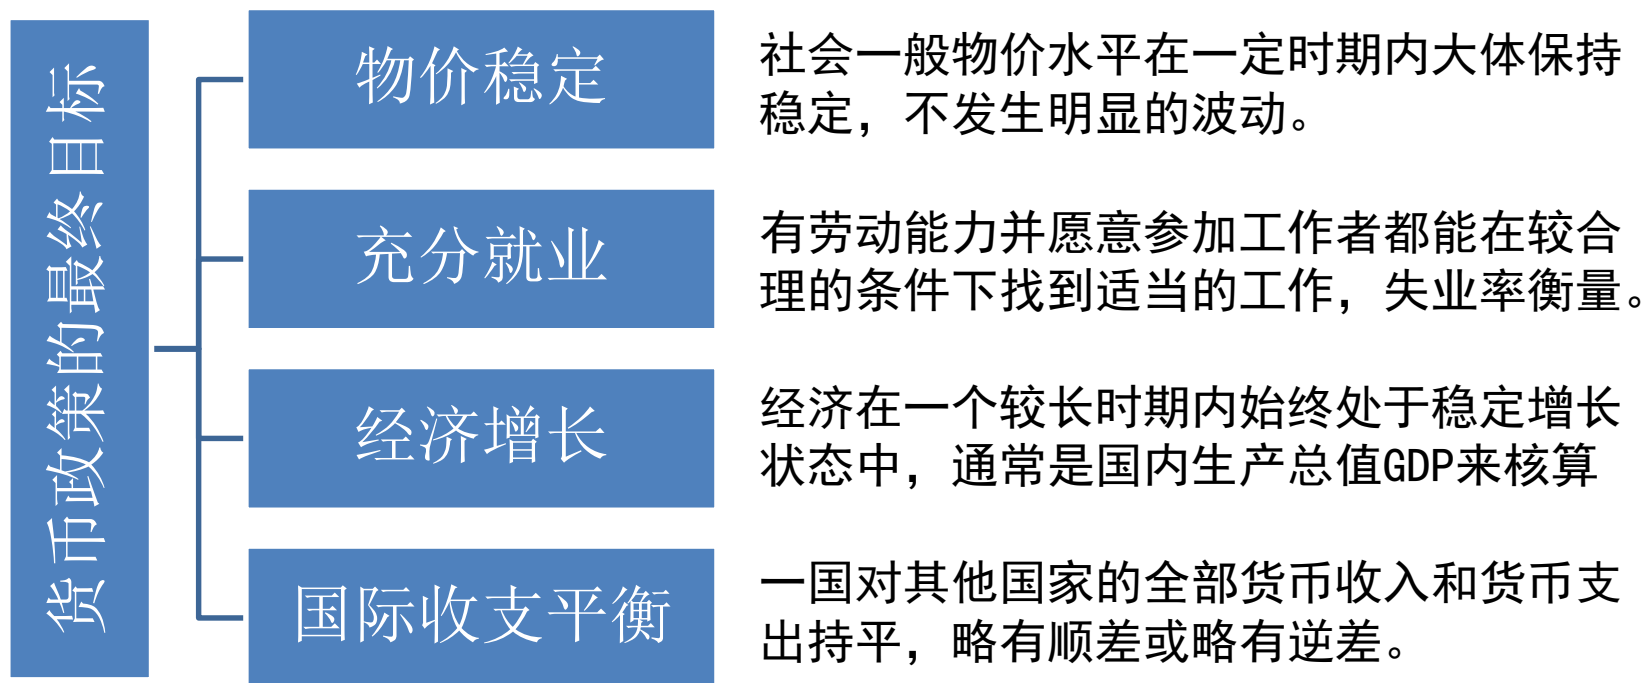 货币政策的最终目标
物价稳定
社会一般物价水平在一定时期内大体保持
稳定，不发生明显的波动。
充分就业
有劳动能力并愿意参加工作者都能在较合
理的条件下找到适当的工作，失业率衡量。
经济增长
经济在一个较长时期内始终处于稳定增长
状态中，通常是国内生产总值GDP来核算
国际收支平衡
一国对其他国家的全部货币收入和货币支
出持平，略有顺差或略有逆差。